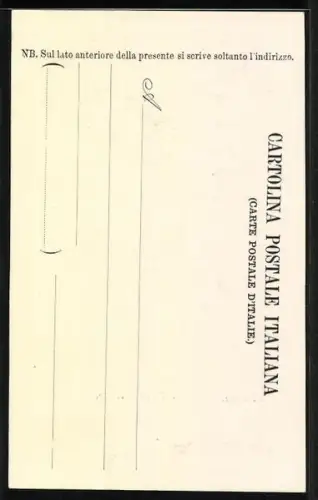 NB. Sul lato anteriore della presente si scrive soltanto l'indirizzo.
CARTOLINA POSTALE ITALIANA
(CARTE POSTALE D'ITALIE.)